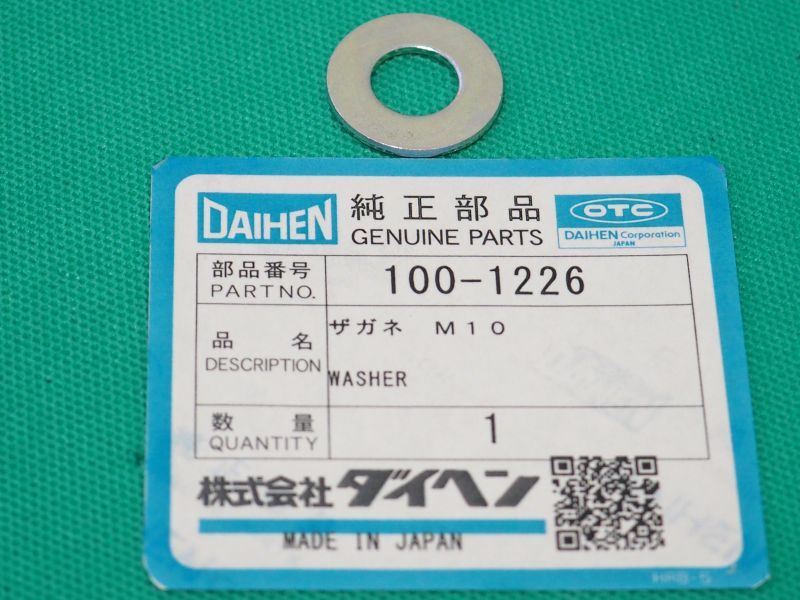 DAIHEN 純正部品 OTC
GENUINE PARTS DAIHEN Corporation
JAPAN
部品番号 100-1226
PART NO.
品名 ザガネ M10
DESCRIPTION WASHER
数量 1
QUANTITY
株式会社 ダイヘン
MADE IN JAPAN